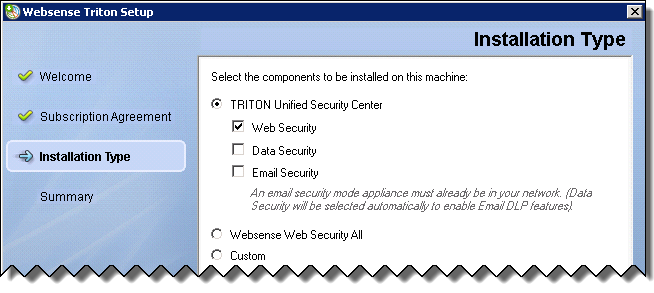 Websense Triton Setup
Installation Type
Welcome
Subscription Agreement
Installation Type
Summary
Select the components to be installed on this machine:
TRITON Unified Security Center
Web Security
Data Security
Email Security
An email security mode appliance must already be in your network. (Data
Security will be selected automatically to enable Email DLP features).
Websense Web Security All
Custom